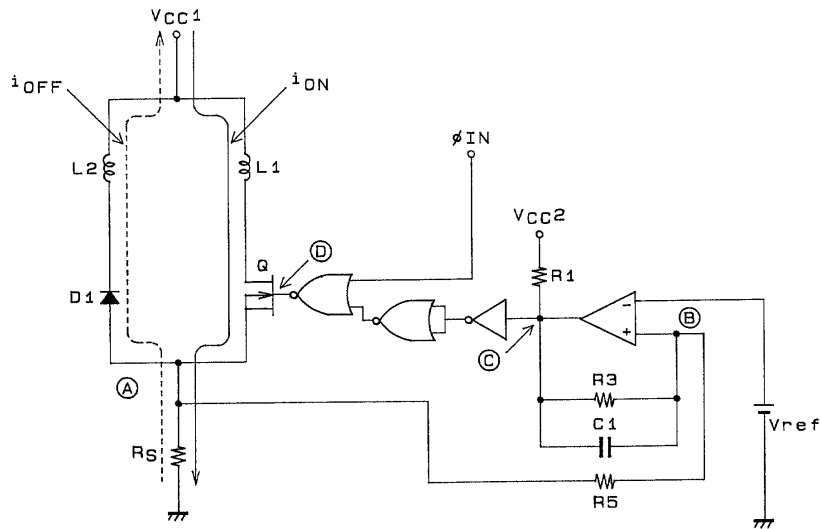 VCC1
iOFF
iON
L2
L1
øIN
VCC2
Q
D
R1
D1
−
+
B
C
A
R3
C1
Vref
RS
R5